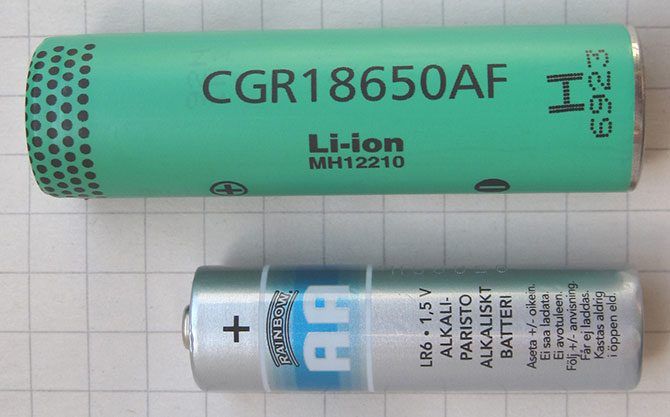 CGR18650AF
Li-ion
MH12210
H
6923
+
RAINBOW
AA
LR6 • 1,5 V
ALKALI-
PARISTO
ALKALISKT
BATTERI
Aseta +/- oikein.
Ei saa ladata.
Ei avotuleen.
Följ +/- anvisning.
Får ej laddas.
Kastas aldrig
i öppen eld.